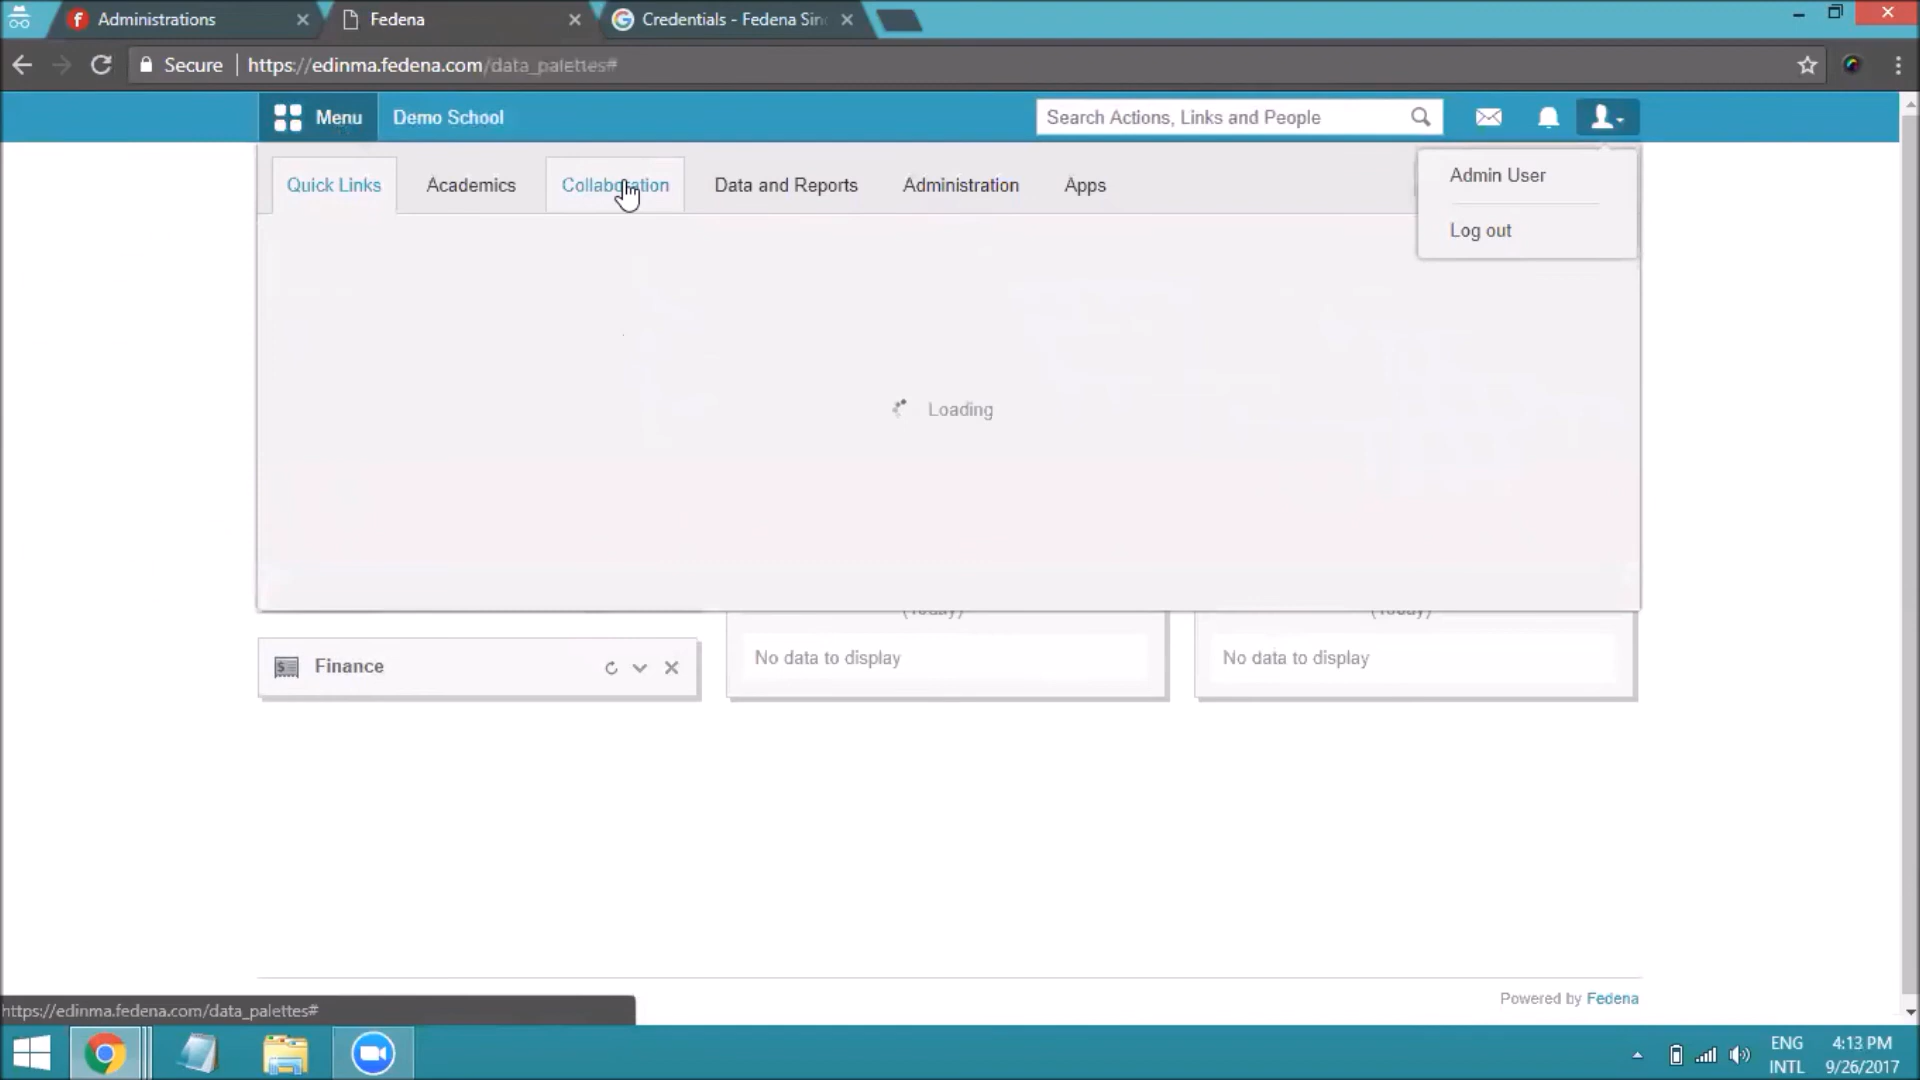 Administrations
Fedena
Credentials - Fedena Sin
Secure
https://edinma.fedena.com/data_palettes#
Menu
Demo School
Search Actions, Links and People
Quick Links
Academics
Collaboration
Data and Reports
Administration
Apps
Admin User
Log out
Loading
(Today)
(Today)
Finance
No data to display
No data to display
Powered by Fedena
https://edinma.fedena.com/data_palettes#
ENG
INTL
4:13 PM
9/26/2017